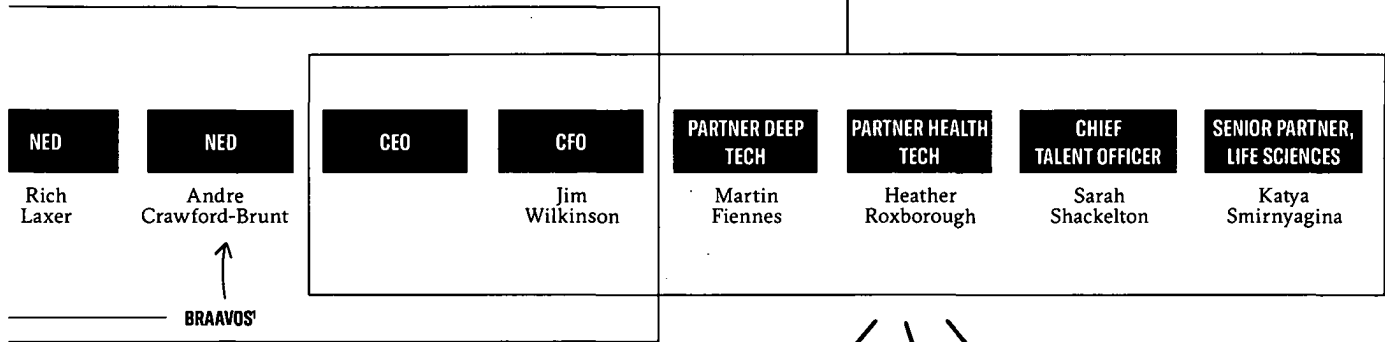 NED
NED
CEO
CFO
PARTNER DEEP
TECH
PARTNER HEALTH
TECH
CHIEF
TALENT OFFICER
SENIOR PARTNER,
LIFE SCIENCES
Rich
Laxer
Andre
Crawford-Brunt
Jim
Wilkinson
Martin
Fiennes
Heather
Roxborough
Sarah
Shackelton
Katya
Smirnyagina
BRAAVOS¹